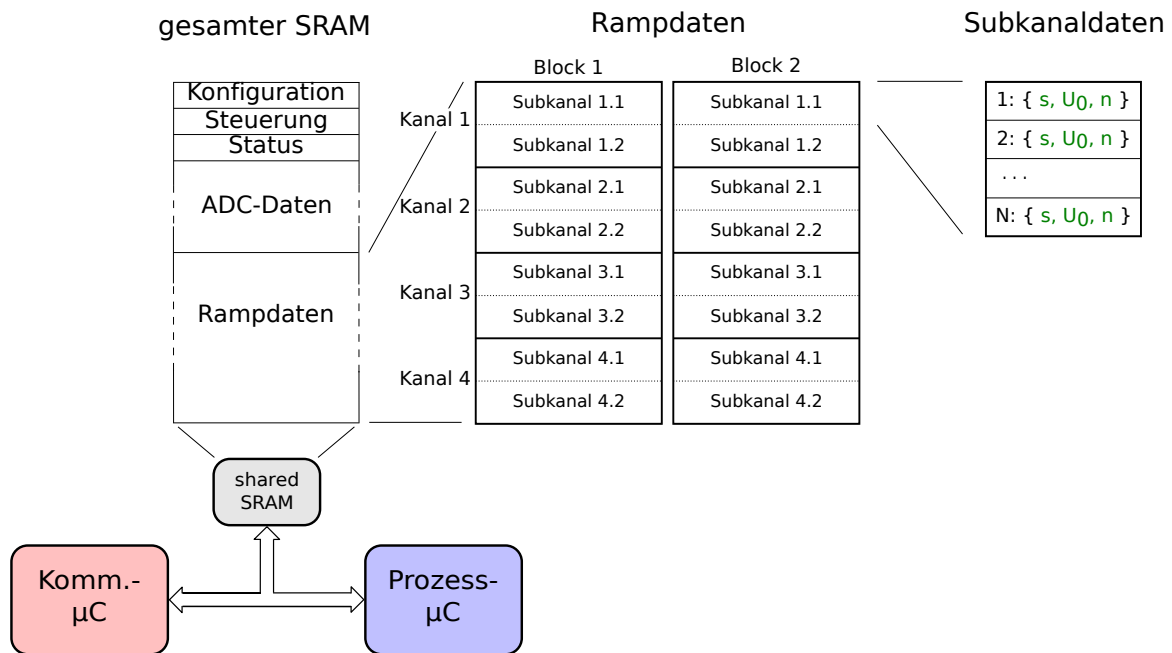 gesamter SRAM
Konfiguration
Steuerung
Status
ADC-Daten
Rampdaten
Rampdaten
Block 1
Block 2
Kanal 1
Subkanal 1.1
Subkanal 1.1
Subkanal 1.2
Subkanal 1.2
Kanal 2
Subkanal 2.1
Subkanal 2.1
Subkanal 2.2
Subkanal 2.2
Kanal 3
Subkanal 3.1
Subkanal 3.1
Subkanal 3.2
Subkanal 3.2
Kanal 4
Subkanal 4.1
Subkanal 4.1
Subkanal 4.2
Subkanal 4.2
Subkanaldaten
1: { s, U0, n }
2: { s, U0, n }
...
N: { s, U0, n }
shared
SRAM
Komm.-
µC
Prozess-
µC